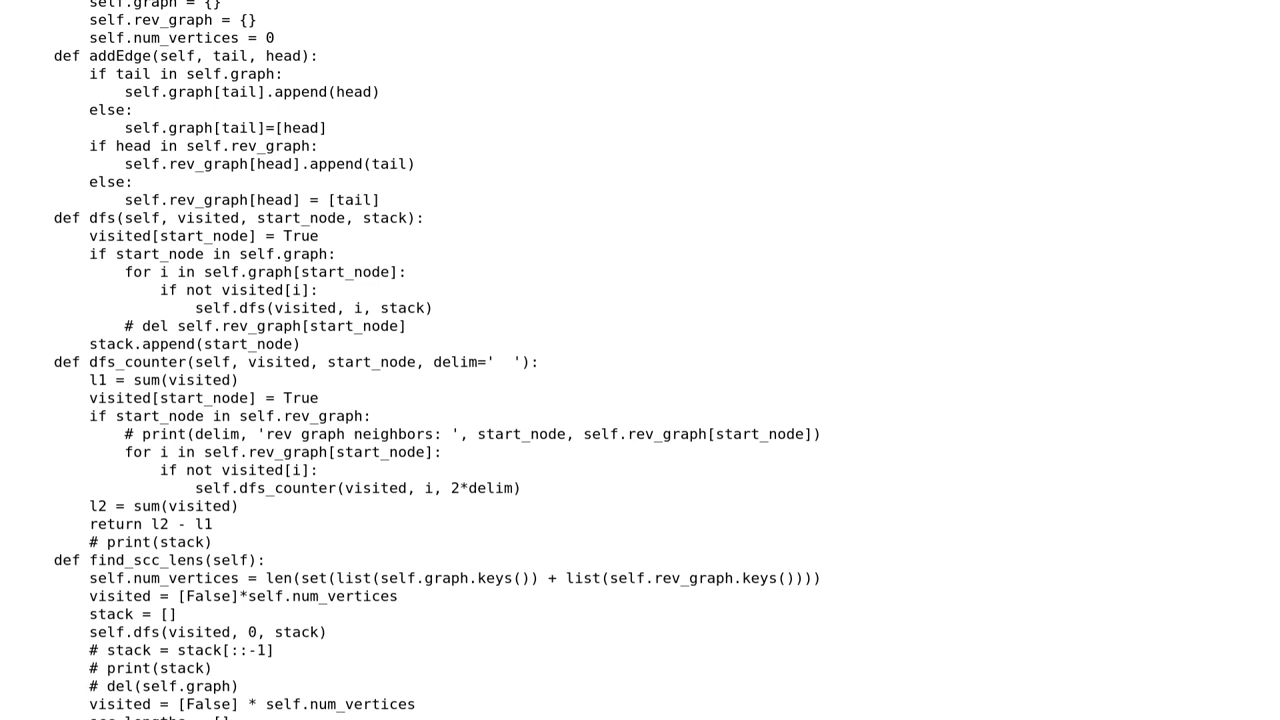 self.graph = {}
self.rev_graph = {}
self.num_vertices = 0
def addEdge(self, tail, head):
if tail in self.graph:
self.graph[tail].append(head)
else:
self.graph[tail]=[head]
if head in self.rev_graph:
self.rev_graph[head].append(tail)
else:
self.rev_graph[head] = [tail]
def dfs(self, visited, start_node, stack):
visited[start_node] = True
if start_node in self.graph:
for i in self.graph[start_node]:
if not visited[i]:
self.dfs(visited, i, stack)
# del self.rev_graph[start_node]
stack.append(start_node)
def dfs_counter(self, visited, start_node, delim='  '):
l1 = sum(visited)
visited[start_node] = True
if start_node in self.rev_graph:
# print(delim, 'rev graph neighbors: ', start_node, self.rev_graph[start_node])
for i in self.rev_graph[start_node]:
if not visited[i]:
self.dfs_counter(visited, i, 2*delim)
l2 = sum(visited)
return l2 - l1
# print(stack)
def find_scc_lens(self):
self.num_vertices = len(set(list(self.graph.keys()) + list(self.rev_graph.keys())))
visited = [False]*self.num_vertices
stack = []
self.dfs(visited, 0, stack)
# stack = stack[::-1]
# print(stack)
# del(self.graph)
visited = [False] * self.num_vertices
scc_lengths = []